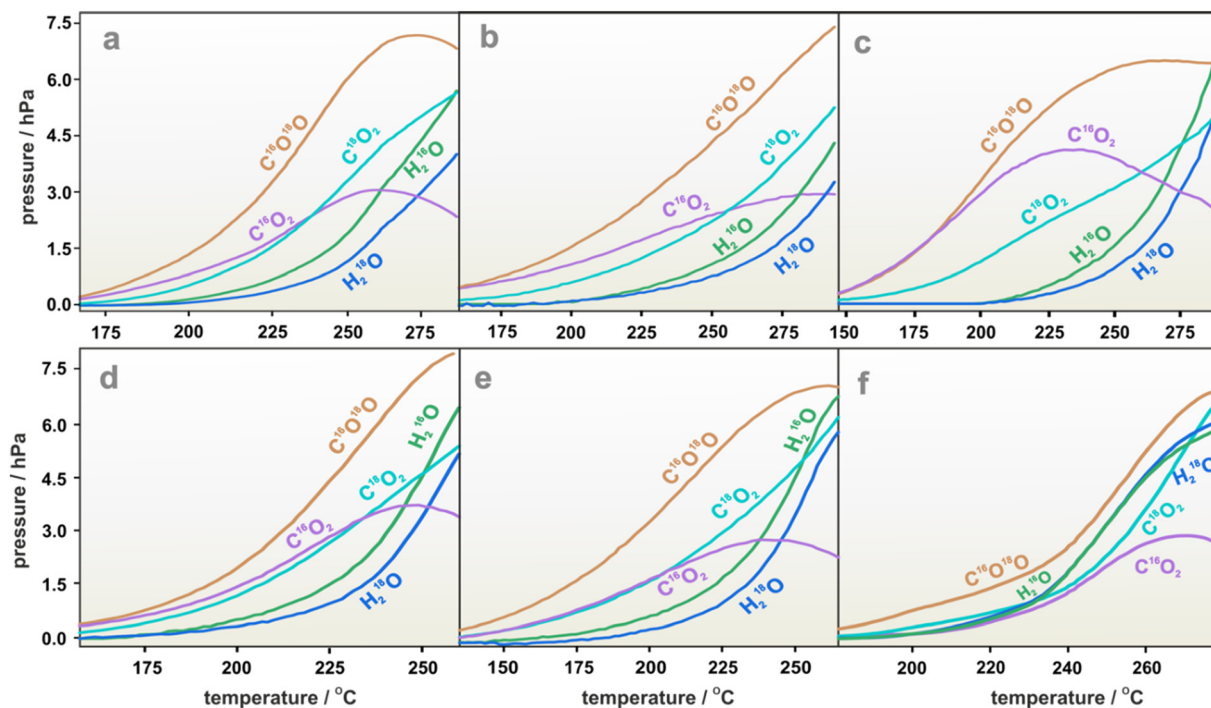 pressure / hPa
7.5
6.0
4.5
3.0
1.5
0.0
a
C¹⁶O¹⁸O
C¹⁸O₂
H₂¹⁶O
C¹⁶O₂
H₂¹⁸O
175 200 225 250 275
b
C¹⁶O¹⁸O
C¹⁸O₂
C¹⁶O₂
H₂¹⁶O
H₂¹⁸O
175 200 225 250 275
c
C¹⁶O¹⁸O
C¹⁶O₂
C¹⁸O₂
H₂¹⁶O
H₂¹⁸O
150 175 200 225 250 275
pressure / hPa
7.5
6.0
4.5
3.0
1.5
0.0
d
C¹⁶O¹⁸O
H₂¹⁶O
C¹⁸O₂
C¹⁶O₂
H₂¹⁸O
175 200 225 250
temperature / °C
e
C¹⁶O¹⁸O
H₂¹⁶O
C¹⁸O₂
C¹⁶O₂
H₂¹⁸O
150 175 200 225 250
temperature / °C
f
H₂¹⁸O
C¹⁸O₂
C¹⁶O¹⁸O
H₂¹⁶O
C¹⁶O₂
200 220 240 260
temperature / °C